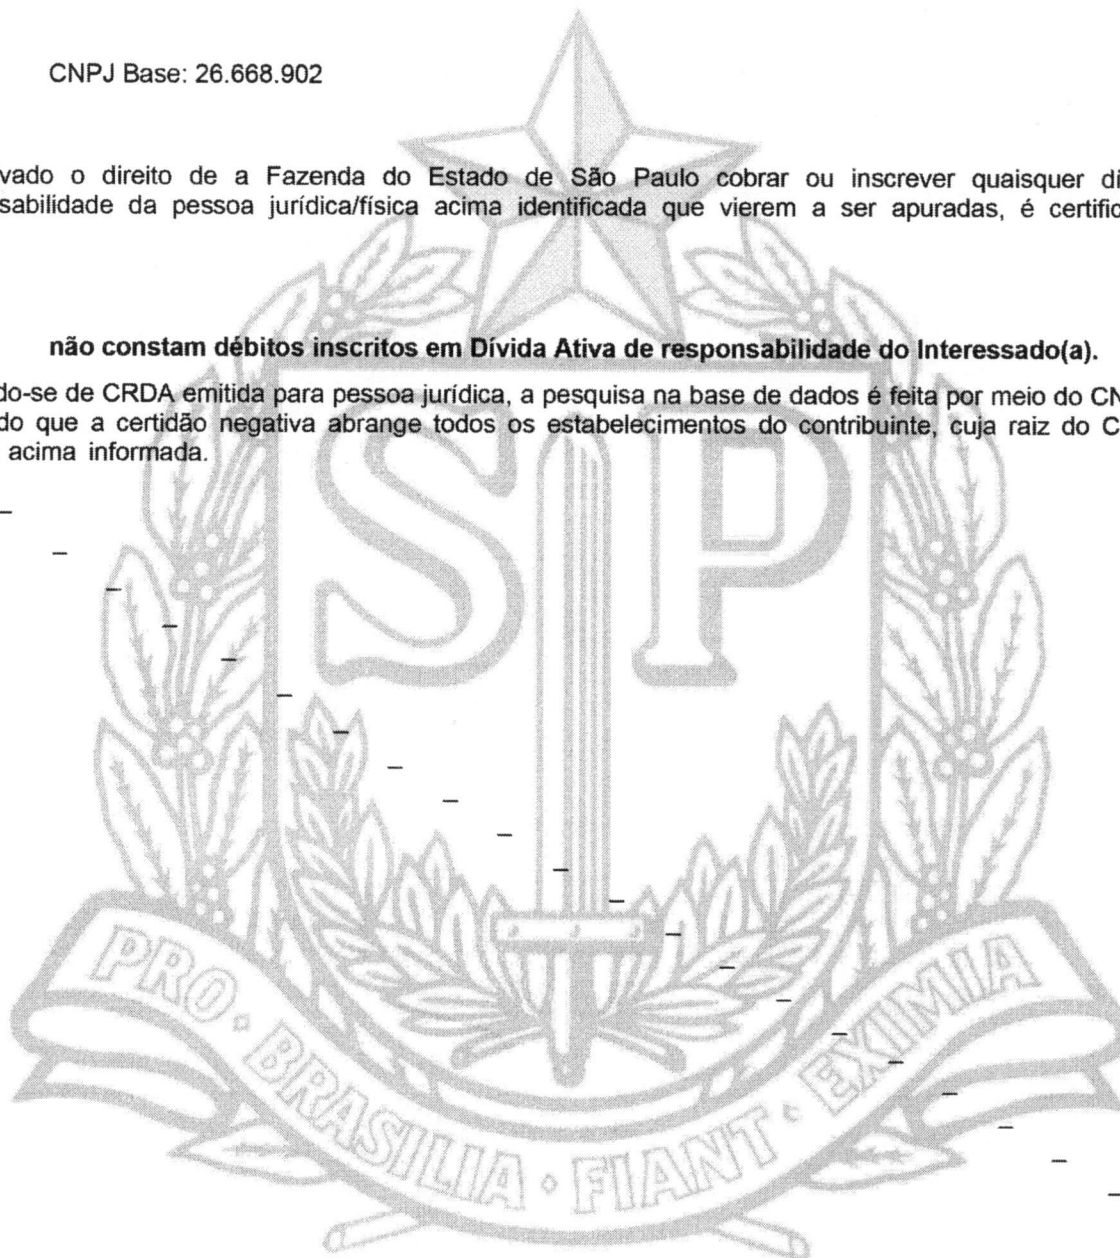 CNPJ Base: 26.668.902
vado o direito de a Fazenda do Estado de São Paulo cobrar ou inscrever quaisquer dí
sabilidade da pessoa jurídica/física acima identificada que vierem a ser apuradas, é certific
não constam débitos inscritos em Dívida Ativa de responsabilidade do Interessado(a).
do-se de CRDA emitida para pessoa jurídica, a pesquisa na base de dados é feita por meio do CN
do que a certidão negativa abrange todos os estabelecimentos do contribuinte, cuja raiz do C
acima informada.
SP
PRO • BRASILIA • FIANT • EXIMIA